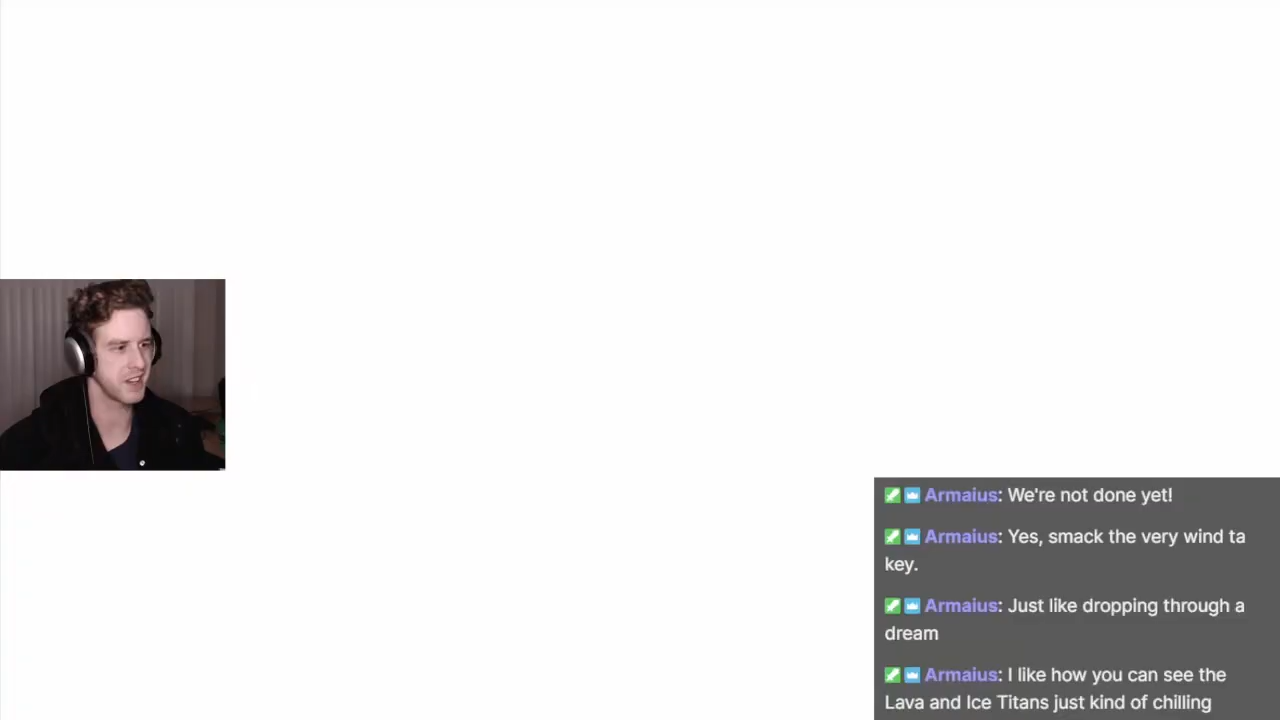 Armaius: We're not done yet!
Armaius: Yes, smack the very wind ta
key.
Armaius: Just like dropping through a
dream
Armaius: I like how you can see the
Lava and Ice Titans just kind of chilling